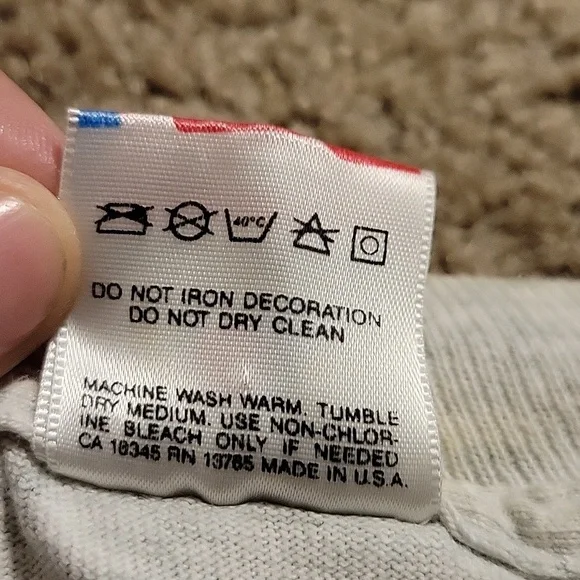 40°C
DO NOT IRON DECORATION
DO NOT DRY CLEAN
MACHINE WASH WARM. TUMBLE
DRY MEDIUM. USE NON-CHLOR-
INE BLEACH ONLY IF NEEDED
CA 16345 RN 13765 MADE IN U.S.A.